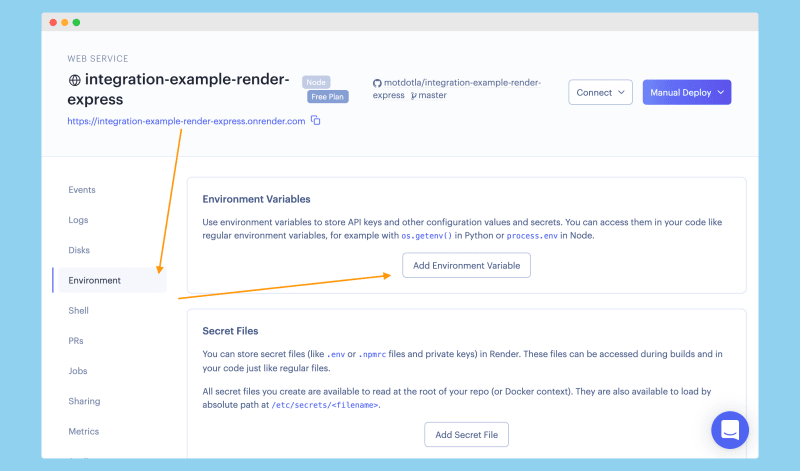 WEB SERVICE
integration-example-render-
express
Node
Free Plan
https://integration-example-render-express.onrender.com
motdotla/integration-example-render-
express master
Connect
Manual Deploy
Events
Logs
Disks
Environment
Shell
PRs
Jobs
Sharing
Metrics
Environment Variables
Use environment variables to store API keys and other configuration values and secrets. You can access them in your code like
regular environment variables, for example with os.getenv() in Python or process.env in Node.
Add Environment Variable
Secret Files
You can store secret files (like .env or .npmrc files and private keys) in Render. These files can be accessed during builds and in
your code just like regular files.
All secret files you create are available to read at the root of your repo (or Docker context). They are also available to load by
absolute path at /etc/secrets/<filename>.
Add Secret File